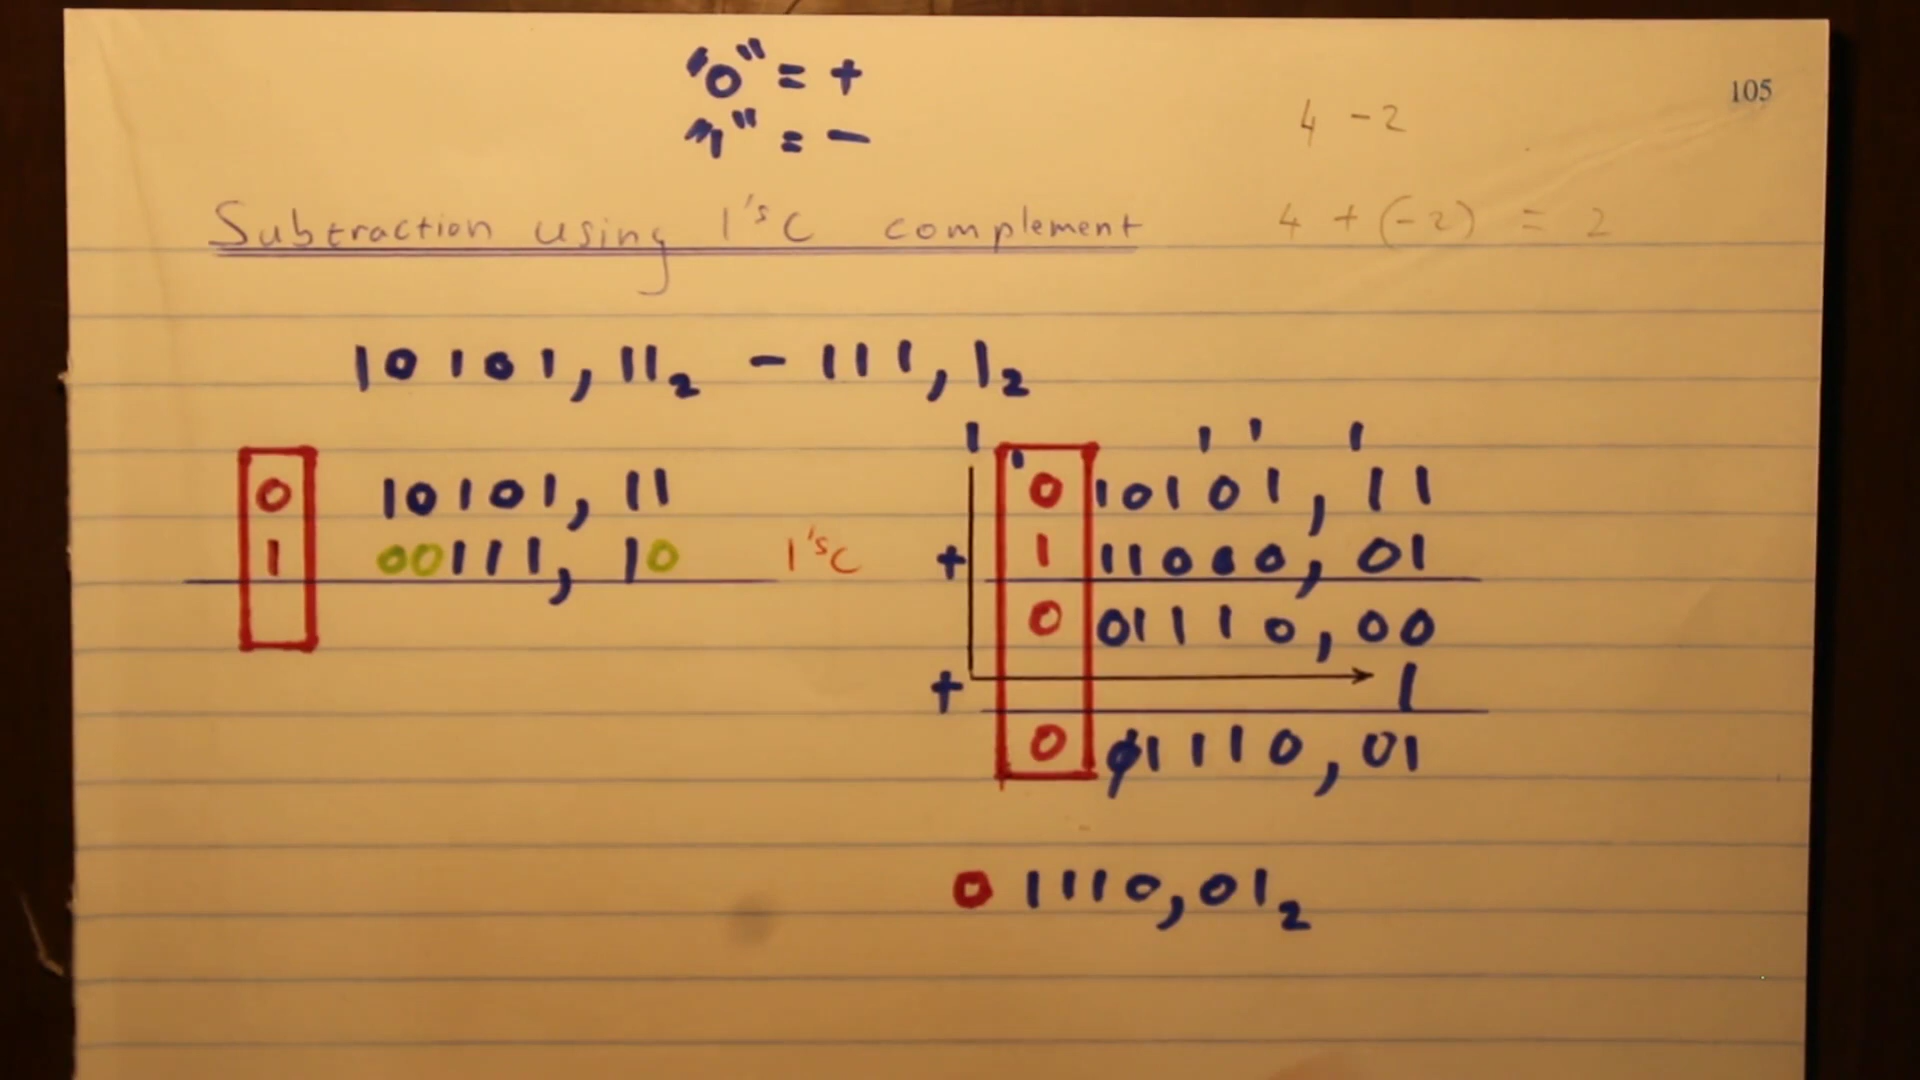 "0" = +
105
"1" = -
4 - 2
Subtraction using 1'sC complement
4 + (-2) = 2
10101,11₂ - 111,1₂
1 1 1 1 1
0 10101,11
0 10101,11
1 00111,10 1'sC
+ 1 11000,01
0 01110,00
+ 1
0 01110,01
0 1110,01₂